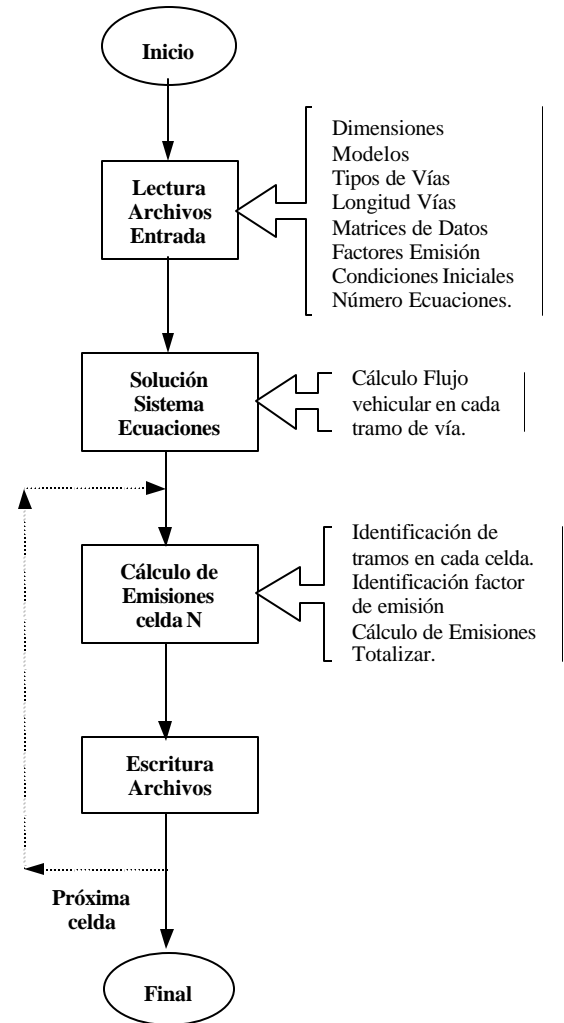 Inicio
Lectura
Archivos
Entrada
Dimensiones
Modelos
Tipos de Vías
Longitud Vías
Matrices de Datos
Factores Emisión
Condiciones Iniciales
Número Ecuaciones.
Solución
Sistema
Ecuaciones
Cálculo Flujo
vehicular en cada
tramo de vía.
Cálculo de
Emisiones
celda N
Identificación de
tramos en cada celda.
Identificación factor
de emisión
Cálculo de Emisiones
Totalizar.
Escritura
Archivos
Próxima
celda
Final